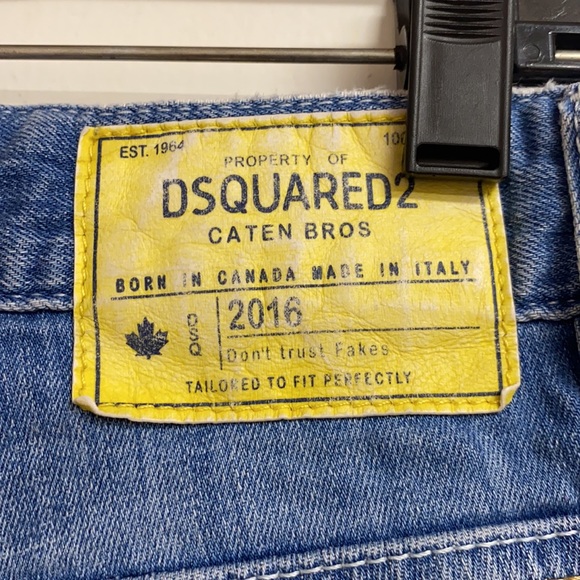 EST. 1964
PROPERTY OF
DSQUARED2
CATEN BROS
BORN IN CANADA MADE IN ITALY
DSQ
2016
Don't trust Fakes
TAILORED TO FIT PERFECTLY